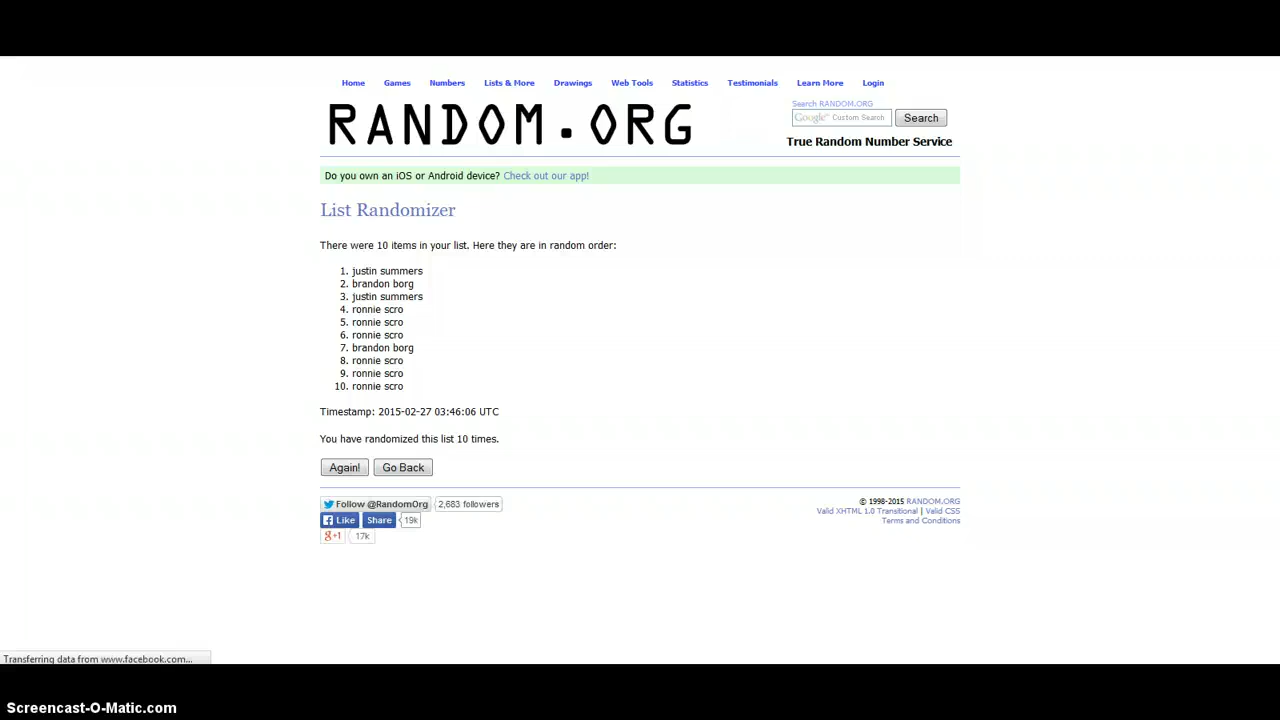 Home Games Numbers Lists & More Drawings Web Tools Statistics Testimonials Learn More Login
RANDOM.ORG
Search RANDOM.ORG
Google™ Custom Search Search
True Random Number Service
Do you own an iOS or Android device? Check out our app!
List Randomizer
There were 10 items in your list. Here they are in random order:
1. justin summers
2. brandon borg
3. justin summers
4. ronnie scro
5. ronnie scro
6. ronnie scro
7. brandon borg
8. ronnie scro
9. ronnie scro
10. ronnie scro
Timestamp: 2015-02-27 03:46:06 UTC
You have randomized this list 10 times.
Again! Go Back
Follow @RandomOrg 2,683 followers
Like Share 19k
g+1 17k
© 1998-2015 RANDOM.ORG
Valid XHTML 1.0 Transitional | Valid CSS
Terms and Conditions
Transferring data from www.facebook.com...
Screencast-O-Matic.com